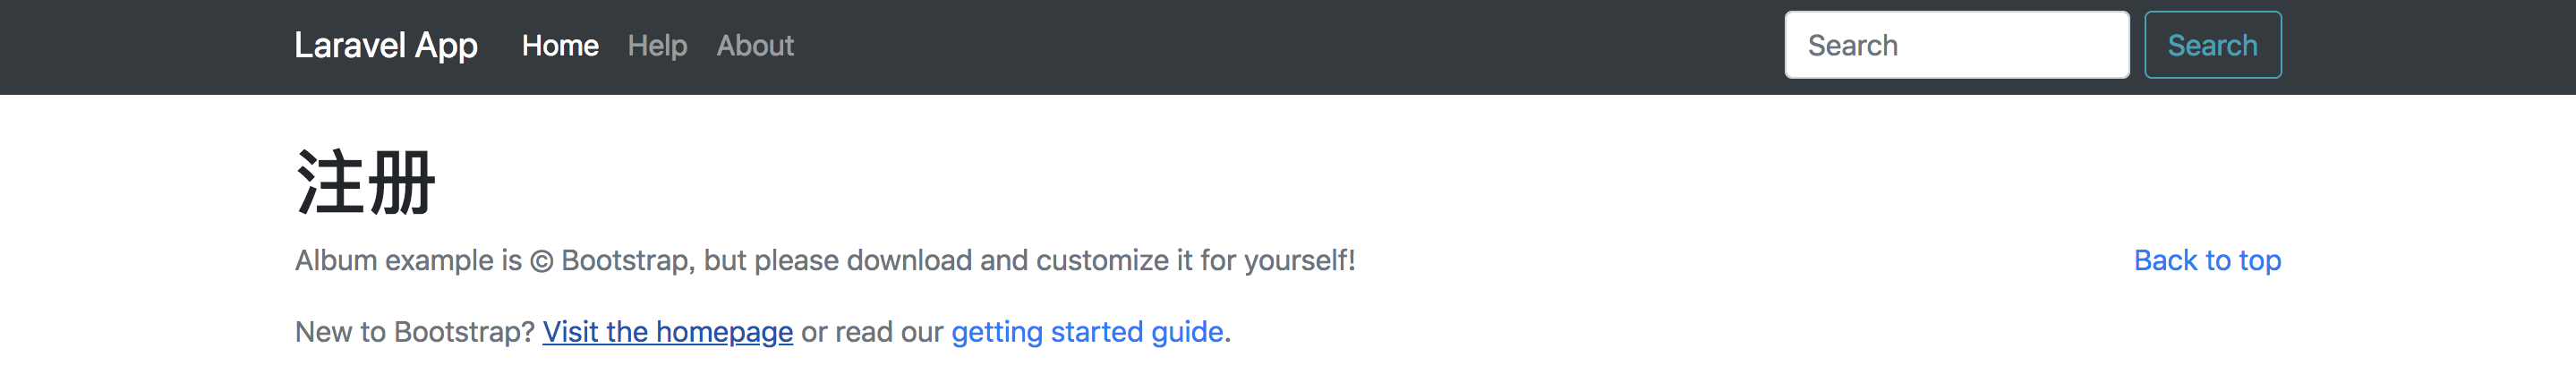 Laravel App Home Help About Search Search
注册
Album example is © Bootstrap, but please download and customize it for yourself! Back to top
New to Bootstrap? Visit the homepage or read our getting started guide.